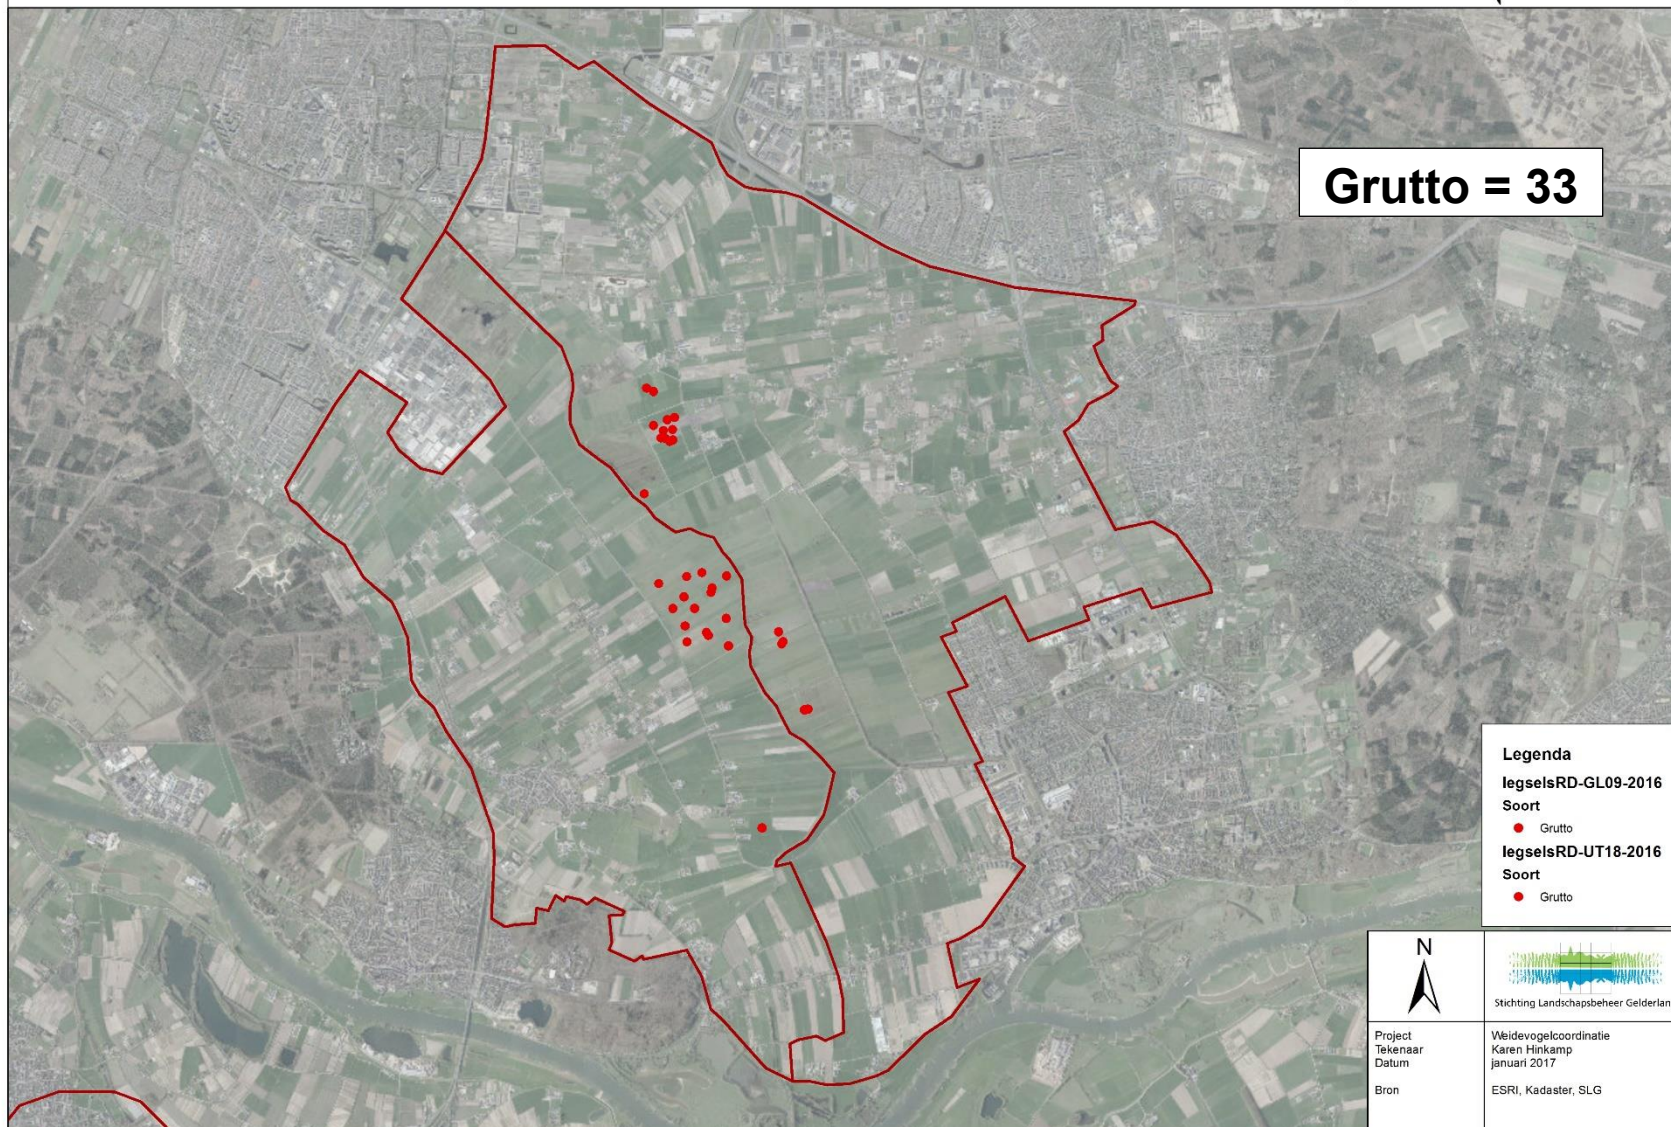 Grutto = 33
Legenda
legselsRD-GL09-2016
Soort
Grutto
legselsRD-UT18-2016
Soort
Grutto
N
Stichting Landschapsbeheer Gelderlan
Project Weidevogelcoordinatie
Tekenaar Karen Hinkamp
Datum januari 2017
Bron ESRI, Kadaster, SLG